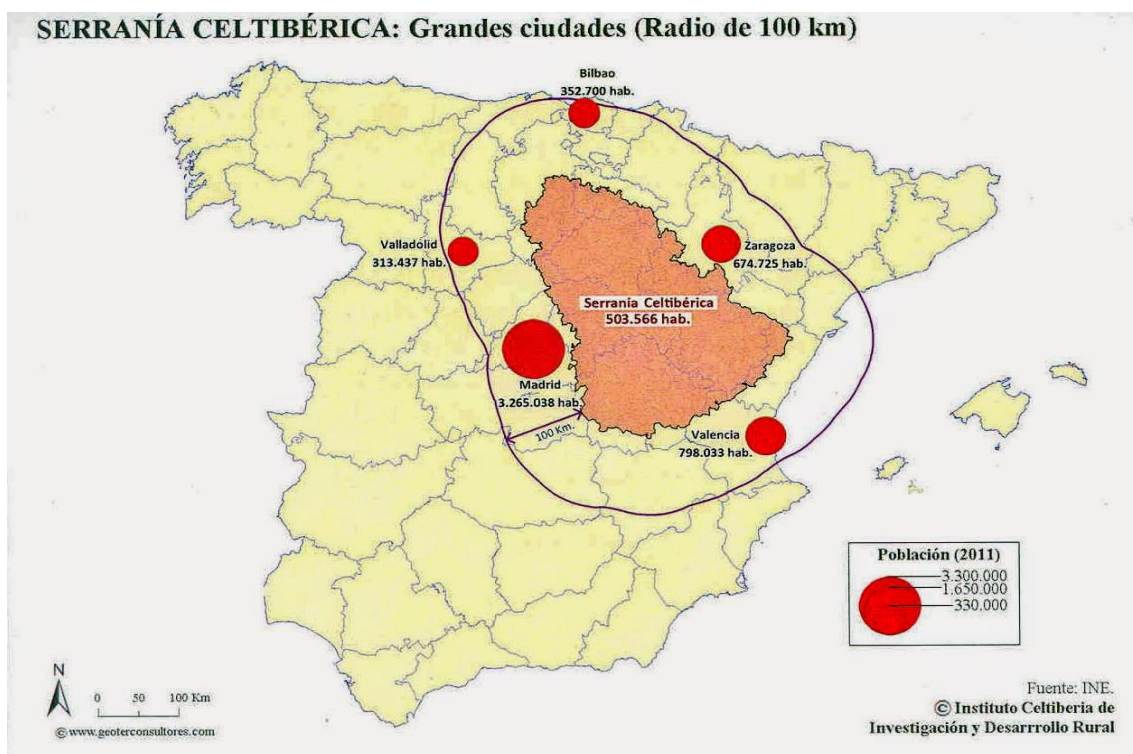 SERRANÍA CELTIBÉRICA: Grandes ciudades (Radio de 100 km)
Bilbao
352.700 hab.
Valladolid
313.437 hab.
Zaragoza
674.725 hab.
Serranía Celtibérica
503.566 hab.
Madrid
3.265.038 hab.
100 Km.
Valencia
798.033 hab.
Población (2011)
3.300.000
1.650.000
330.000
N
0 50 100 Km
©www.geoterconsultores.com
Fuente: INE.
© Instituto Celtiberia de
Investigación y Desarrrollo Rural